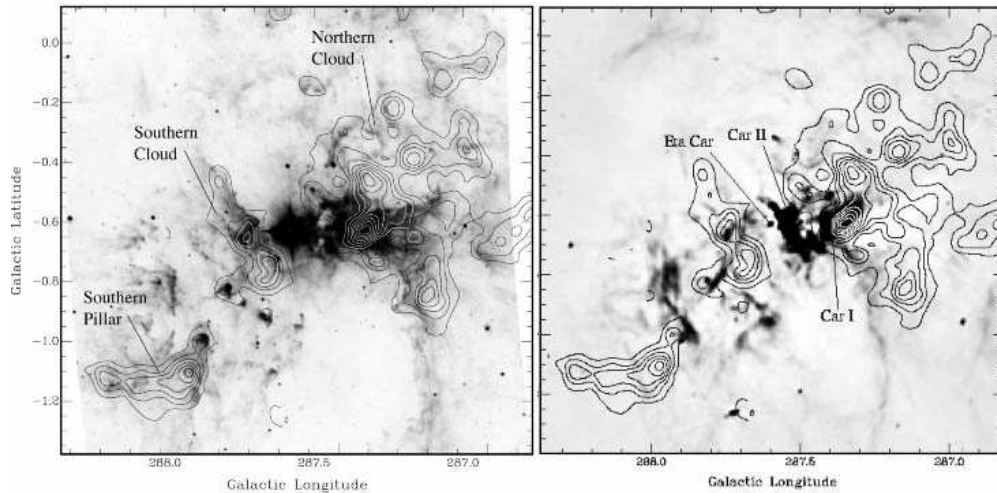 0.0
−0.2
−0.4
−0.6
−0.8
−1.0
−1.2
Galactic Latitude
Northern
Cloud
Southern
Cloud
Southern
Pillar
288.0
287.5
287.0
Galactic Longitude
Eta Car
Car II
Car I
288.0
287.5
287.0
Galactic Longitude